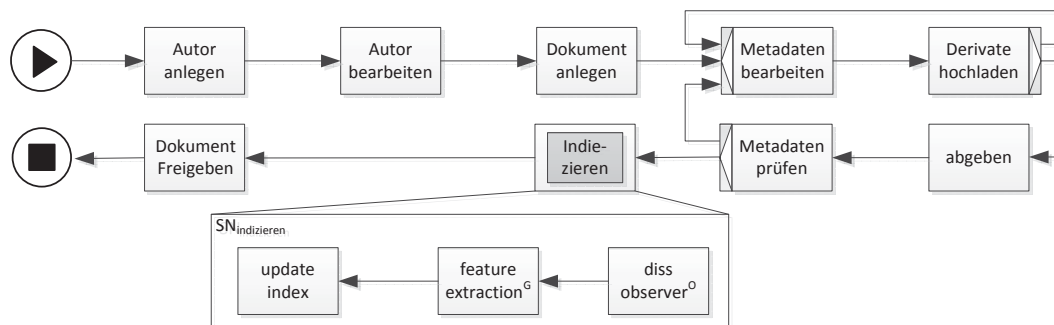 Autor
anlegen
Autor
bearbeiten
Dokument
anlegen
Metadaten
bearbeiten
Derivate
hochladen
Dokument
Freigeben
Indie-
zieren
Metadaten
prüfen
abgeben
SNindizieren
update
index
feature
extractionG
diss
observerO